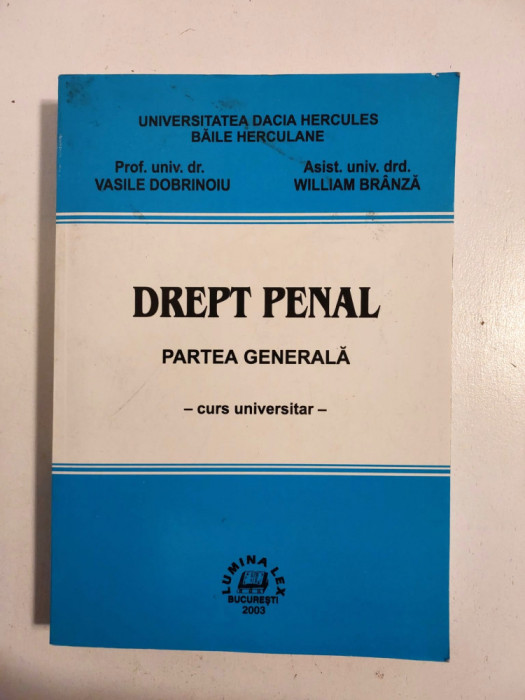 UNIVERSITATEA DACIA HERCULES
BĂILE HERCULANE
Prof. univ. dr.
VASILE DOBRINOIU
Asist. univ. drd.
WILLIAM BRÂNZĂ
DREPT PENAL
PARTEA GENERALĂ
– curs universitar –
LUMINA LEX
BUCUREŞTI
2003